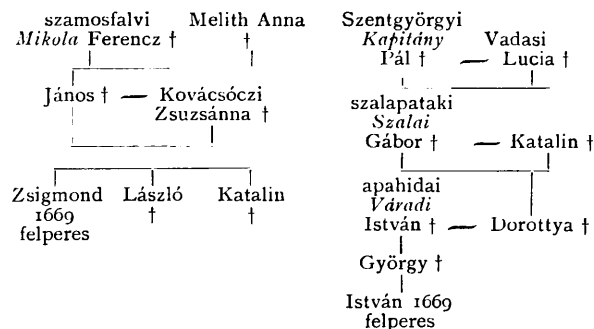 szamosfalvi Melith Anna
Mikola Ferencz † †
János † — Kovácsóczi
Zsuzsánna †
Zsigmond László Katalin
1669 † †
felperes
Szentgyörgyi
Kapitány Vadasi
Pál † — Lucia †
szalapataki
Szalai
Gábor † — Katalin †
apahidai
Váradi
István † — Dorottya †
György †
István 1669
felperes